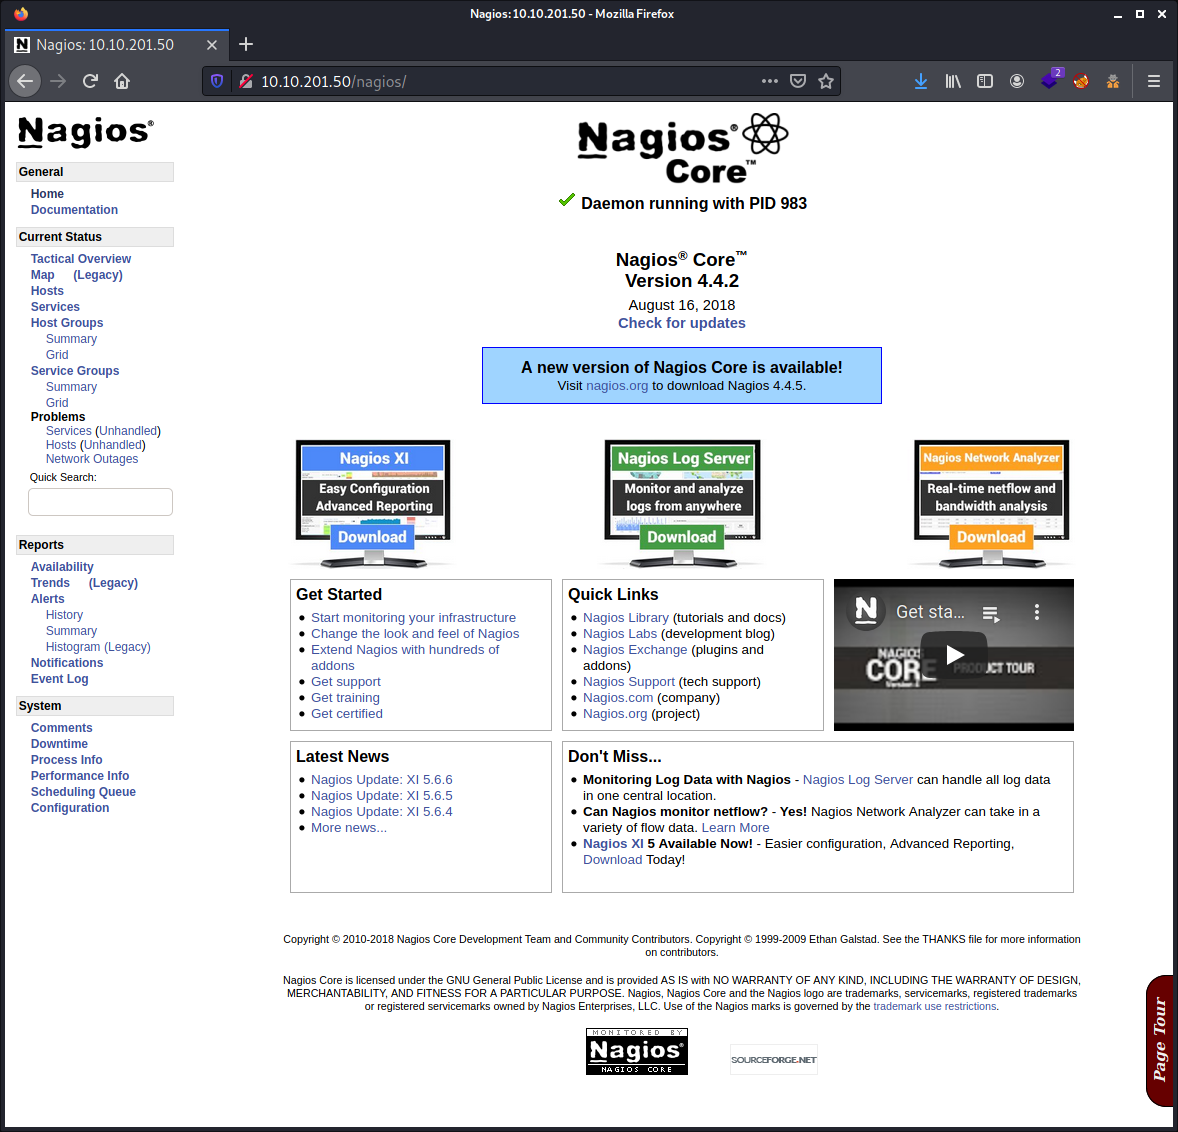 Nagios: 10.10.201.50 - Mozilla Firefox
Nagios: 10.10.201.50
10.10.201.50/nagios/
2
Nagios®
General
Home
Documentation
Current Status
Tactical Overview
Map (Legacy)
Hosts
Services
Host Groups
Summary
Grid
Service Groups
Summary
Grid
Problems
Services (Unhandled)
Hosts (Unhandled)
Network Outages
Quick Search:
Reports
Availability
Trends (Legacy)
Alerts
History
Summary
Histogram (Legacy)
Notifications
Event Log
System
Comments
Downtime
Process Info
Performance Info
Scheduling Queue
Configuration
Nagios®
Core™
Daemon running with PID 983
Nagios® Core™
Version 4.4.2
August 16, 2018
Check for updates
A new version of Nagios Core is available!
Visit nagios.org to download Nagios 4.4.5.
Nagios XI
Easy Configuration
Advanced Reporting
Download
Nagios Log Server
Monitor and analyze
logs from anywhere
Download
Nagios Network Analyzer
Real-time netflow and
bandwidth analysis
Download
Get Started
Start monitoring your infrastructure
Change the look and feel of Nagios
Extend Nagios with hundreds of
addons
Get support
Get training
Get certified
Quick Links
Nagios Library (tutorials and docs)
Nagios Labs (development blog)
Nagios Exchange (plugins and
addons)
Nagios Support (tech support)
Nagios.com (company)
Nagios.org (project)
N
Get sta...
NAGIOS
CORE
PRODUCT TOUR
Latest News
Nagios Update: XI 5.6.6
Nagios Update: XI 5.6.5
Nagios Update: XI 5.6.4
More news...
Don't Miss...
Monitoring Log Data with Nagios - Nagios Log Server can handle all log data
in one central location.
Can Nagios monitor netflow? - Yes! Nagios Network Analyzer can take in a
variety of flow data. Learn More
Nagios XI 5 Available Now! - Easier configuration, Advanced Reporting,
Download Today!
Copyright © 2010-2018 Nagios Core Development Team and Community Contributors. Copyright © 1999-2009 Ethan Galstad. See the THANKS file for more information
on contributors.
Nagios Core is licensed under the GNU General Public License and is provided AS IS with NO WARRANTY OF ANY KIND, INCLUDING THE WARRANTY OF DESIGN,
MERCHANTABILITY, AND FITNESS FOR A PARTICULAR PURPOSE. Nagios, Nagios Core and the Nagios logo are trademarks, servicemarks, registered trademarks
or registered servicemarks owned by Nagios Enterprises, LLC. Use of the Nagios marks is governed by the trademark use restrictions.
MONITORED BY
Nagios®
NAGIOS CORE
SOURCEFORGE.NET
Page Tour